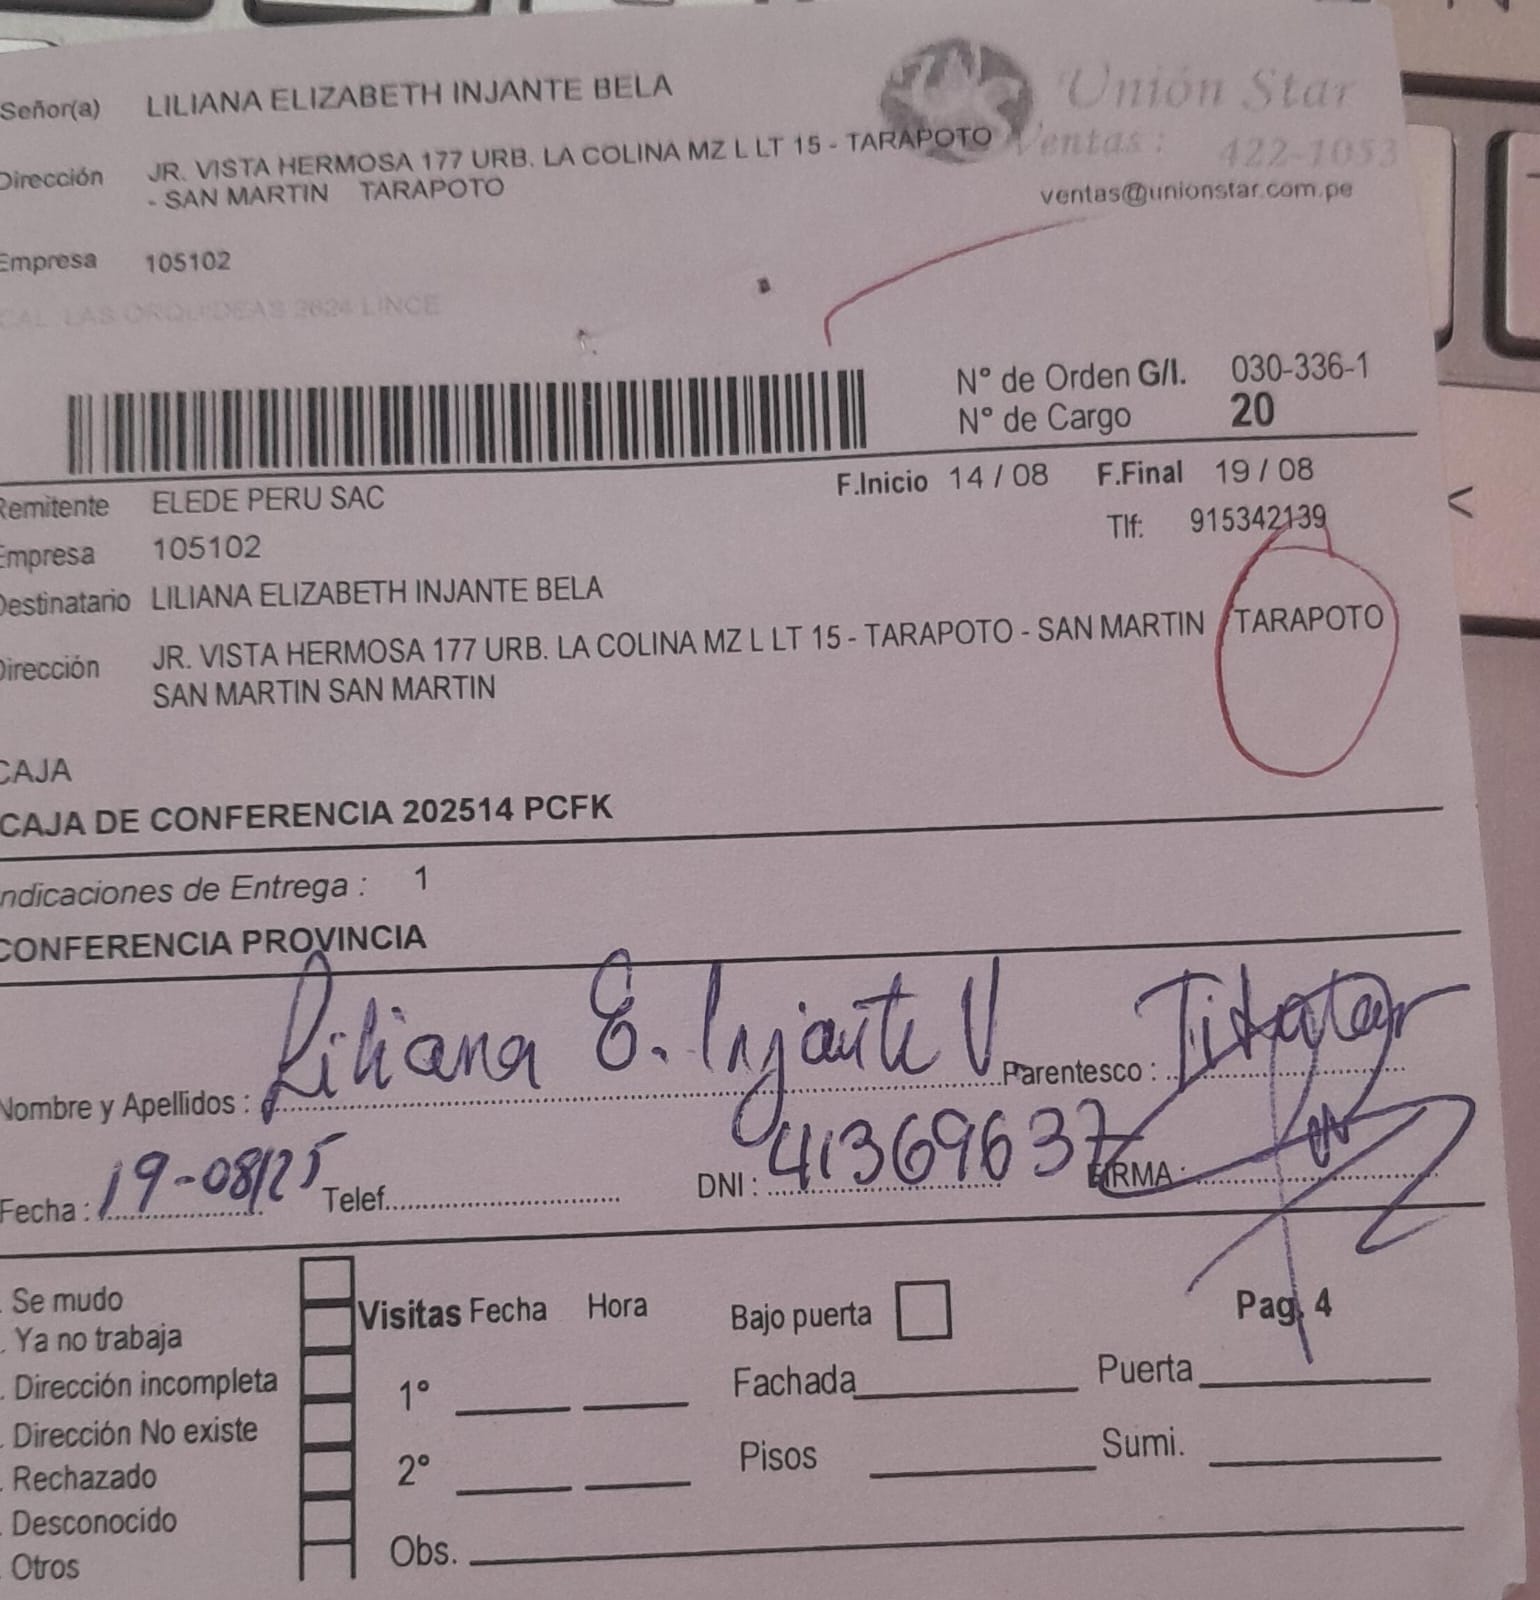 Señor(a) LILIANA ELIZABETH INJANTE BELA
Unión Star
Dirección JR. VISTA HERMOSA 177 URB. LA COLINA MZ L LT 15 - TARAPOTO
Ventas : 422-1053
- SAN MARTIN TARAPOTO
ventas@unionstar.com.pe
Empresa 105102
CAL LAS ORQUIDEAS 2624 LINCE
N° de Orden G/I. 030-336-1
N° de Cargo 20
F.Inicio 14 / 08 F.Final 19 / 08
Remitente ELEDE PERU SAC
Tlf: 915342139
Empresa 105102
Destinatario LILIANA ELIZABETH INJANTE BELA
Dirección JR. VISTA HERMOSA 177 URB. LA COLINA MZ L LT 15 - TARAPOTO - SAN MARTIN TARAPOTO
SAN MARTIN SAN MARTIN
CAJA
CAJA DE CONFERENCIA 202514 PCFK
Indicaciones de Entrega : 1
CONFERENCIA PROVINCIA
Nombre y Apellidos : Liliana E. Injante V Parentesco : Titular
Fecha : 19-08/25 Telef. DNI : 41369637 FIRMA :
. Se mudo
. Ya no trabaja
. Dirección incompleta
. Dirección No existe
. Rechazado
. Desconocido
. Otros
Visitas Fecha Hora Bajo puerta Pag. 4
1° Fachada Puerta
2° Pisos Sumi.
Obs.
<